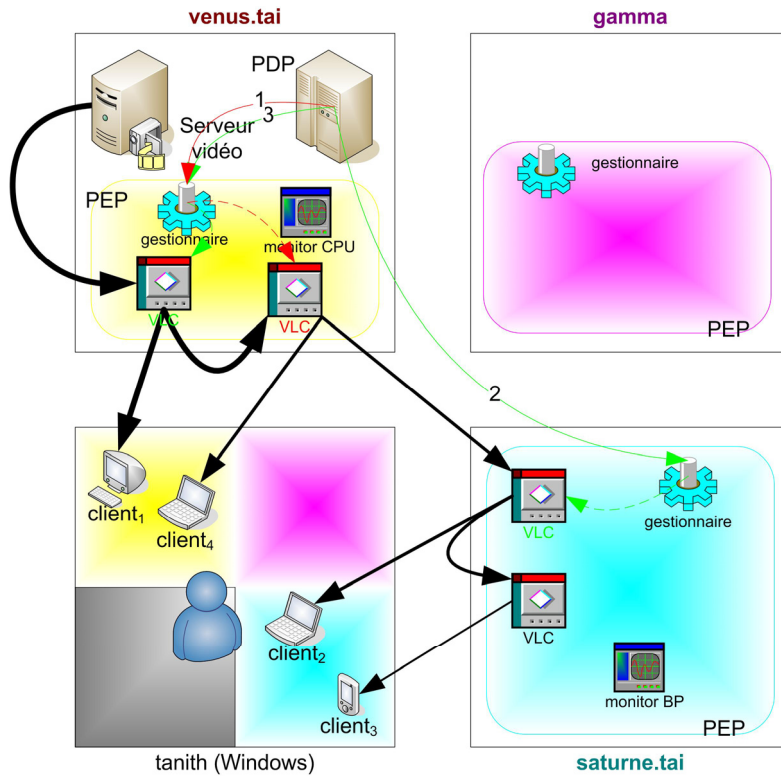 venus.tai
gamma
PDP
1
3
Serveur
vidéo
PEP
gestionnaire
monitor CPU
VLC
VLC
gestionnaire
PEP
2
client1
client4
VLC
gestionnaire
client2
VLC
client3
monitor BP
PEP
tanith (Windows)
saturne.tai